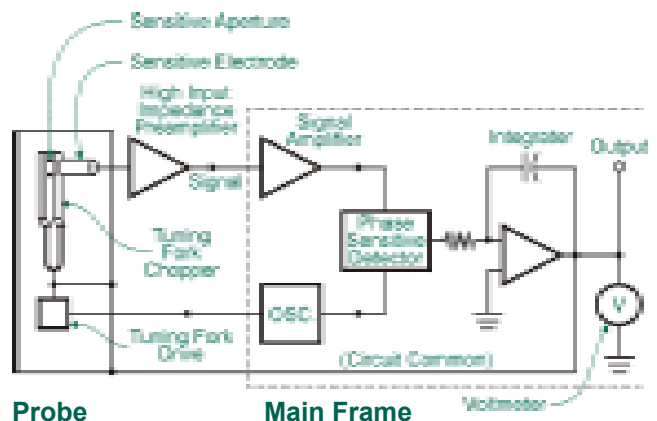 Sensitive Aperture
Sensitive Electrode
High Input
Impedance
Preamplifier
Signal
Signal
Amplifier
Integrater
Output
Phase
Sensitive
Detector
Tuning
Fork
Chopper
OSC
V
Tuning Fork
Drive
(Circuit Common)
Voltmeter
Probe
Main Frame